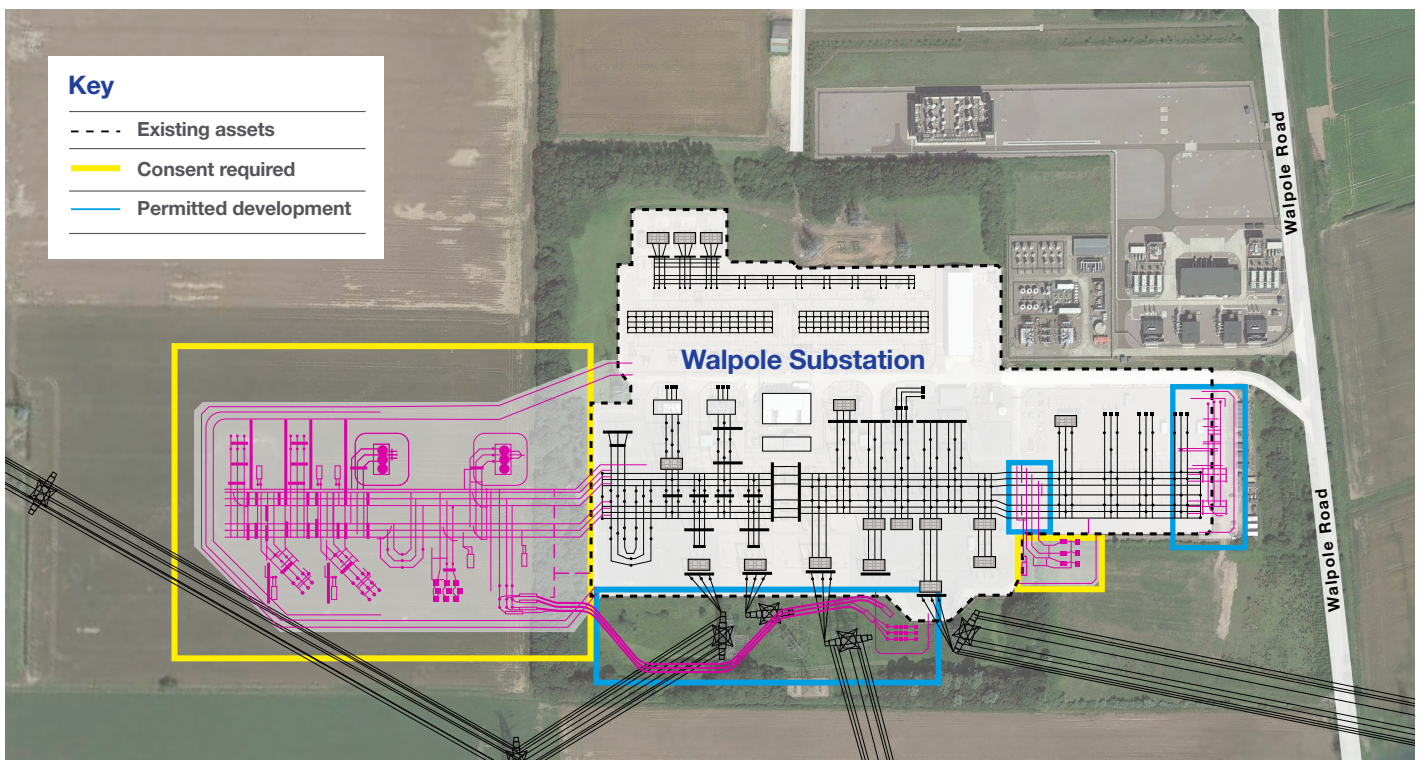 Key
Existing assets
Consent required
Permitted development
Walpole Road
Walpole Substation
Walpole Road